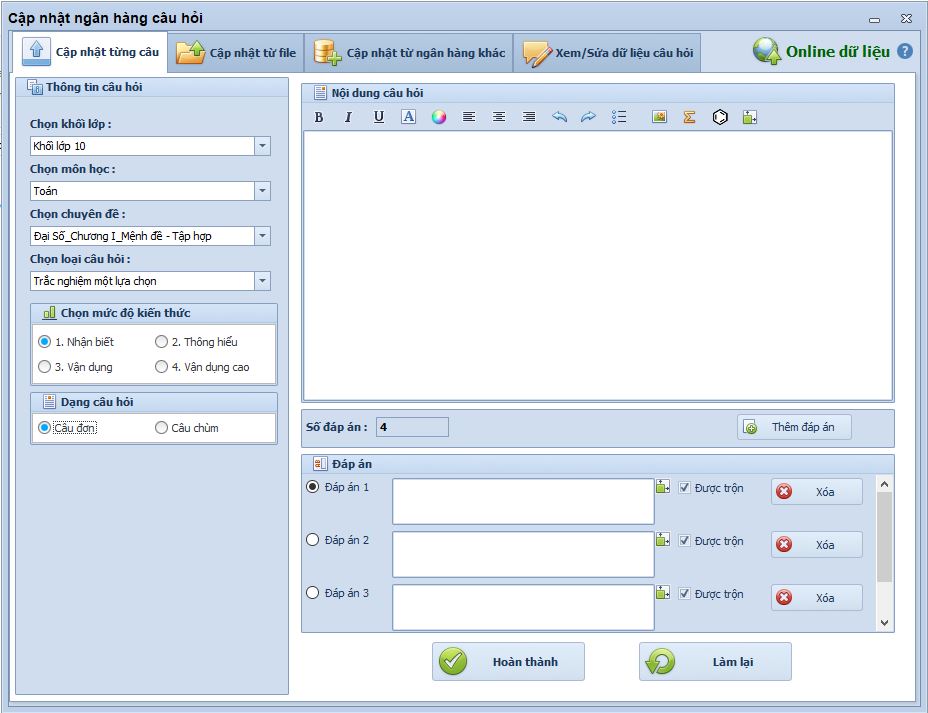 Cập nhật ngân hàng câu hỏi
Cập nhật từng câu
Cập nhật từ file
Cập nhật từ ngân hàng khác
Xem/Sửa dữ liệu câu hỏi
Online dữ liệu ?
Thông tin câu hỏi
Chọn khối lớp :
Khối lớp 10
Chọn môn học :
Toán
Chọn chuyên đề :
Đại Số_Chương I_Mệnh đề - Tập hợp
Chọn loại câu hỏi :
Trắc nghiệm một lựa chọn
Chọn mức độ kiến thức
1. Nhận biết
2. Thông hiểu
3. Vận dụng
4. Vận dụng cao
Dạng câu hỏi
Câu đơn
Câu chùm
Nội dung câu hỏi
B I U A Σ
Số đáp án : 4
Thêm đáp án
Đáp án
Đáp án 1
Được trộn
Xóa
Đáp án 2
Được trộn
Xóa
Đáp án 3
Được trộn
Xóa
Hoàn thành
Làm lại